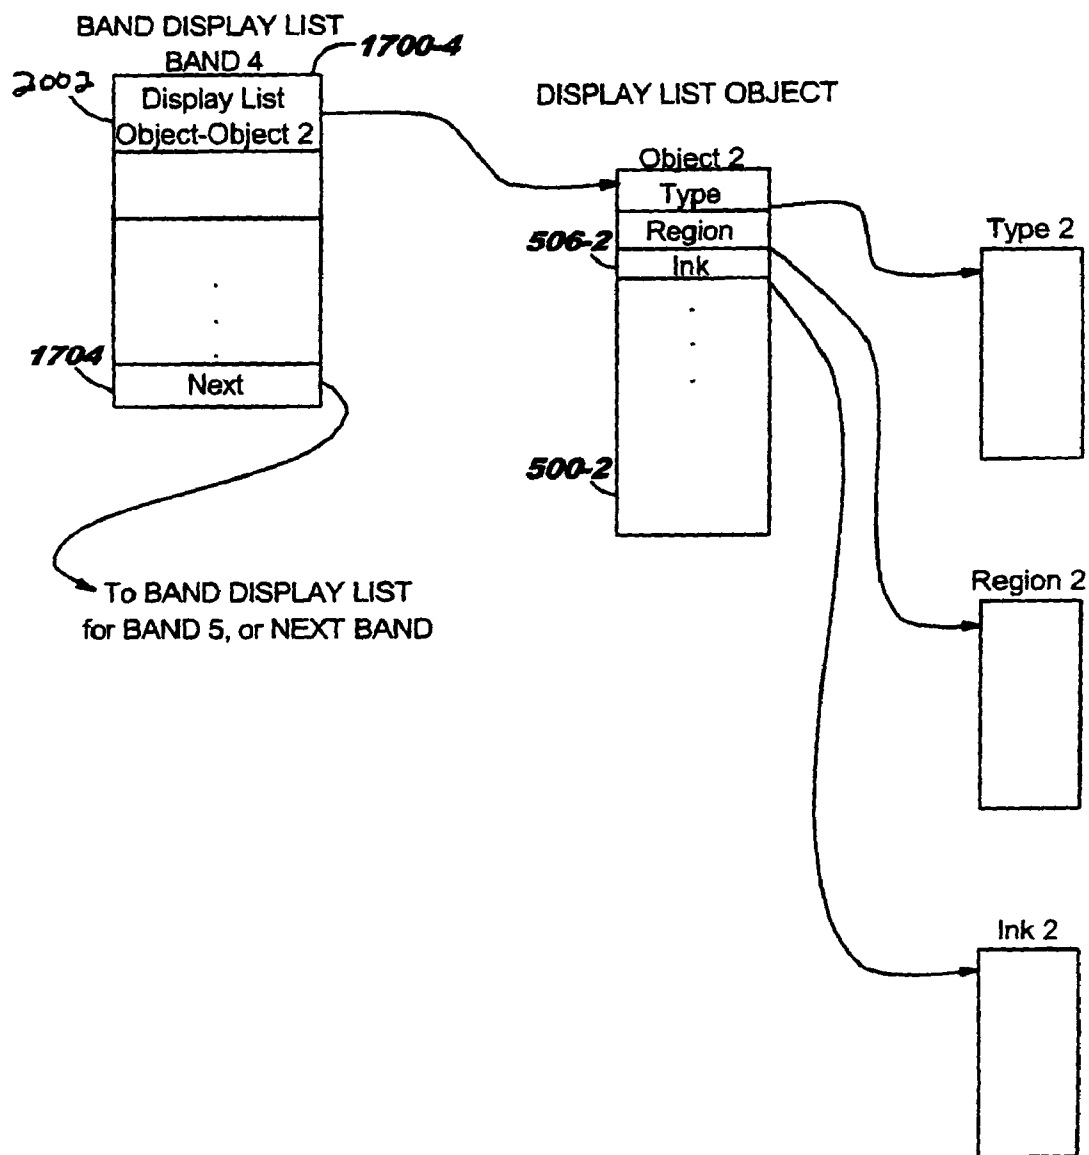 BAND DISPLAY LIST
BAND 4
1700-4
2002
Display List
Object-Object 2
1704
Next
To BAND DISPLAY LIST
for BAND 5, or NEXT BAND
DISPLAY LIST OBJECT
Object 2
Type
Region
506-2
Ink
500-2
Type 2
Region 2
Ink 2